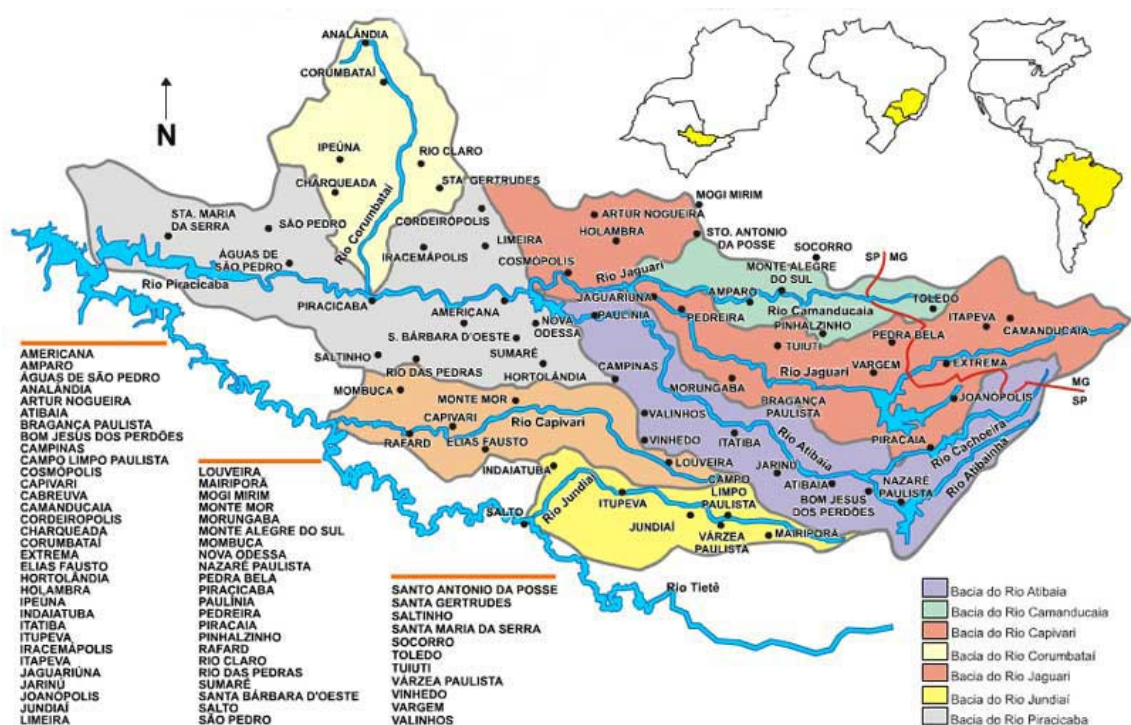 ANALÂNDIA
CORUMBATAÍ
N
IPEÚNA
RIO CLARO
CHARQUEADA
STA. GERTRUDES
Rio Corumbataí
STA. MARIA
DA SERRA
SÃO PEDRO
CORDEIRÓPOLIS
LIMEIRA
IRACEMÁPOLIS
ÁGUAS DE
SÃO PEDRO
Rio Piracicaba
PIRACICABA
AMERICANA
S. BÁRBARA D'OESTE
NOVA
ODESSA
SUMARÉ
SALTINHO
RIO DAS PEDRAS
HORTOLÂNDIA
MOGI MIRIM
ARTUR NOGUEIRA
HOLAMBRA
STO. ANTONIO
DA POSSE
SOCORRO
SP
MG
COSMÓPOLIS
Rio Jaguari
MONTE ALEGRE
DO SUL
AMPARO
TOLEDO
JAGUARIUNA
PAULÍNIA
PEDREIRA
Rio Camanducaia
PINHALZINHO
ITAPEVA
PEDRA BELA
CAMANDUCAIA
TUIUTI
CAMPINAS
MORUNGABA
Rio Jaguari
VARGEM
EXTREMA
BRAGANÇA
PAULISTA
JOANÓPOLIS
MG
SP
MOMBUCA
MONTE MOR
CAPIVARI
Rio Capivari
RAFARD
ELIAS FAUSTO
VALINHOS
VINHEDO
ITATIBA
Rio Atibaia
PIRACAIA
Rio Cachoeira
Rio Atibainha
INDAIATUBA
LOUVEIRA
JARINÚ
ATIBAIA
NAZARÉ
PAULISTA
BOM JESUS
DOS PERDÕES
CAMPO
LIMPO
PAULISTA
SALTO
Rio Jundiaí
ITUPEVA
JUNDIAÍ
VÁRZEA
PAULISTA
MAIRIPORÃ
Rio Tietê
AMERICANA
AMPARO
ÁGUAS DE SÃO PEDRO
ANALÂNDIA
ARTUR NOGUEIRA
ATIBAIA
BRAGANÇA PAULISTA
BOM JESÚS DOS PERDÕES
CAMPINAS
CAMPO LIMPO PAULISTA
COSMÓPOLIS
CAPIVARI
CABREUVA
CAMANDUCAIA
CORDEIROPOLIS
CHARQUEADA
CORUMBATAÍ
EXTREMA
ELIAS FAUSTO
HORTOLÂNDIA
HOLAMBRA
IPEÚNA
INDAIATUBA
ITATIBA
ITUPEVA
IRACEMÁPOLIS
ITAPEVA
JAGUARIÚNA
JARINÚ
JOANÓPOLIS
JUNDIAÍ
LIMEIRA
LOUVEIRA
MAIRIPORÃ
MOGI MIRIM
MONTE MOR
MORUNGABA
MONTE ALEGRE DO SUL
MOMBUCA
NOVA ODESSA
NAZARÉ PAULISTA
PEDRA BELA
PIRACICABA
PAULÍNIA
PEDREIRA
PIRACAIA
PINHALZINHO
RAFARD
RIO CLARO
RIO DAS PEDRAS
SUMARÉ
SANTA BÁRBARA D'OESTE
SALTO
SÃO PEDRO
SANTO ANTONIO DA POSSE
SANTA GERTRUDES
SALTINHO
SANTA MARIA DA SERRA
SOCORRO
TOLEDO
TUIUTI
VÁRZEA PAULISTA
VINHEDO
VARGEM
VALINHOS
Bacia do Rio Atibaia
Bacia do Rio Camanducaia
Bacia do Rio Capivari
Bacia do Rio Corumbataí
Bacia do Rio Jaguari
Bacia do Rio Jundiaí
Bacia do Rio Piracicaba